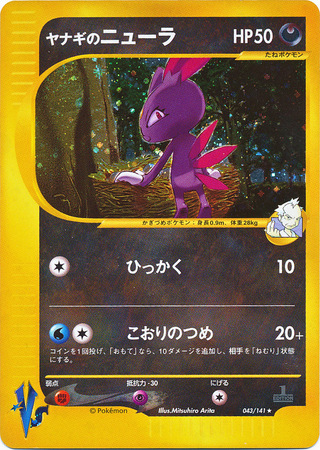 ヤナギのニューラ HP50
たねポケモン
かぎつめポケモン：身長0.9m、体重28kg
ひっかく 10
こおりのつめ 20+
コインを1回投げ、「おもて」なら、10ダメージを追加し、相手を「ねむり」状態にする。
弱点 抵抗力 -30 にげる
1 EDITION
© Pokémon Illus.Mitsuhiro Arita 043/141 ★